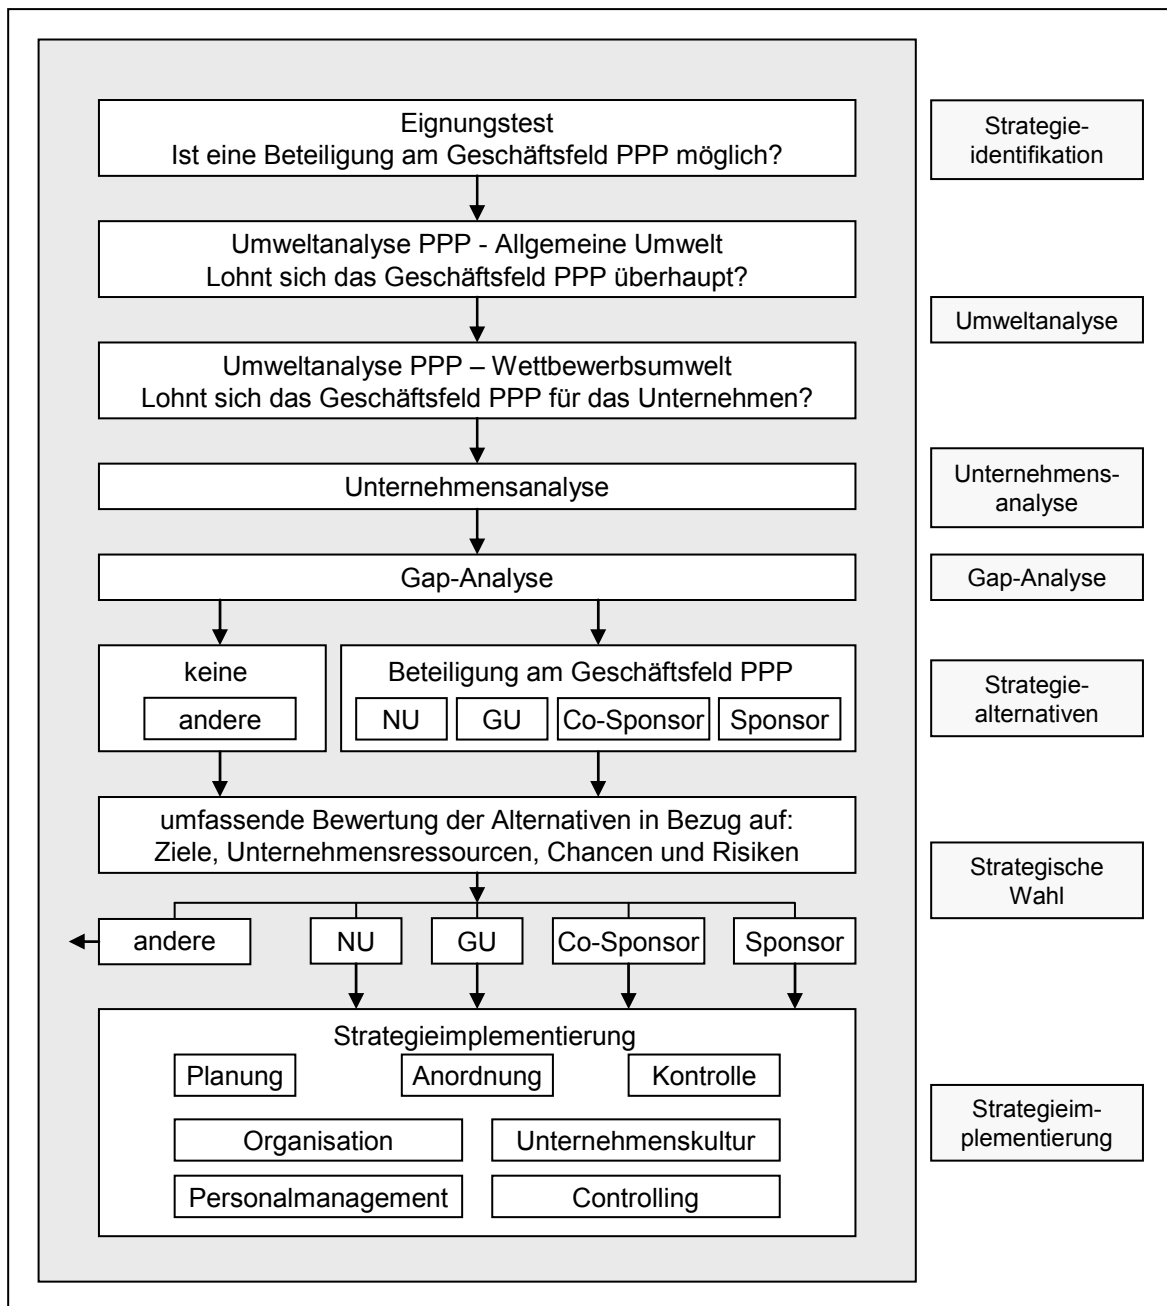 Eignungstest
Ist eine Beteiligung am Geschäftsfeld PPP möglich?
Strategie-
identifikation
Umweltanalyse PPP - Allgemeine Umwelt
Lohnt sich das Geschäftsfeld PPP überhaupt?
Umweltanalyse
Umweltanalyse PPP – Wettbewerbsumwelt
Lohnt sich das Geschäftsfeld PPP für das Unternehmen?
Unternehmensanalyse
Unternehmens-
analyse
Gap-Analyse
Gap-Analyse
keine
andere
Beteiligung am Geschäftsfeld PPP
NU
GU
Co-Sponsor
Sponsor
Strategie-
alternativen
umfassende Bewertung der Alternativen in Bezug auf:
Ziele, Unternehmensressourcen, Chancen und Risiken
Strategische
Wahl
andere
NU
GU
Co-Sponsor
Sponsor
Strategieimplementierung
Planung
Anordnung
Kontrolle
Organisation
Unternehmenskultur
Personalmanagement
Controlling
Strategieim-
plementierung